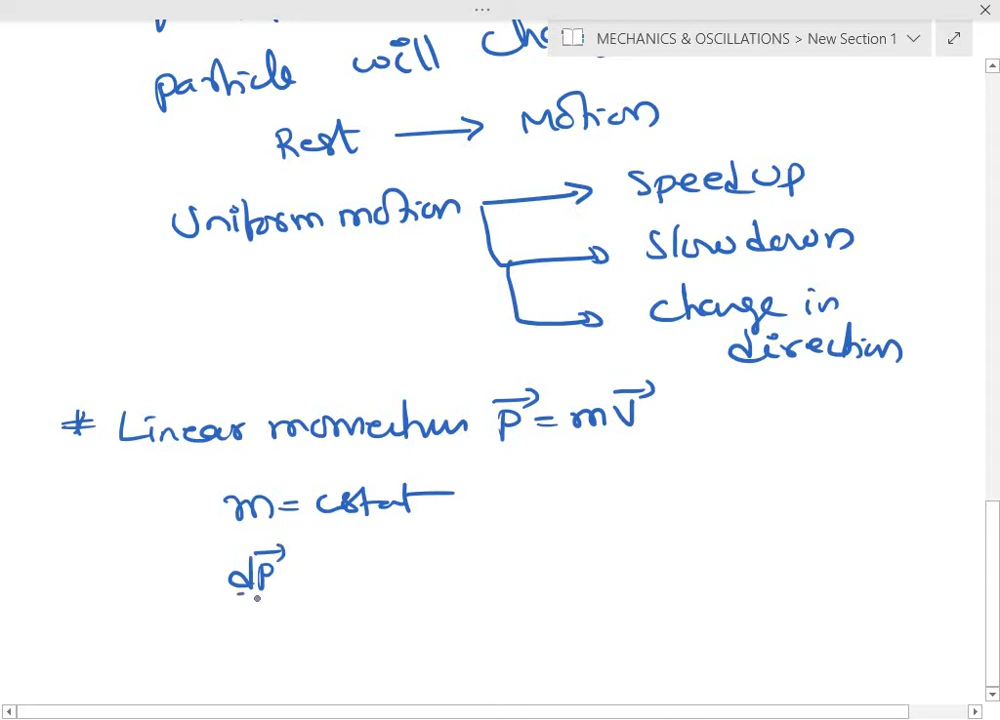 MECHANICS & OSCILLATIONS > New Section 1
particle will
Rest → Motion
Uniform motion → Speed up
→ Slow down
→ change in
direction
# Linear momentum p⃗ = mv⃗
m = cstat
dp⃗